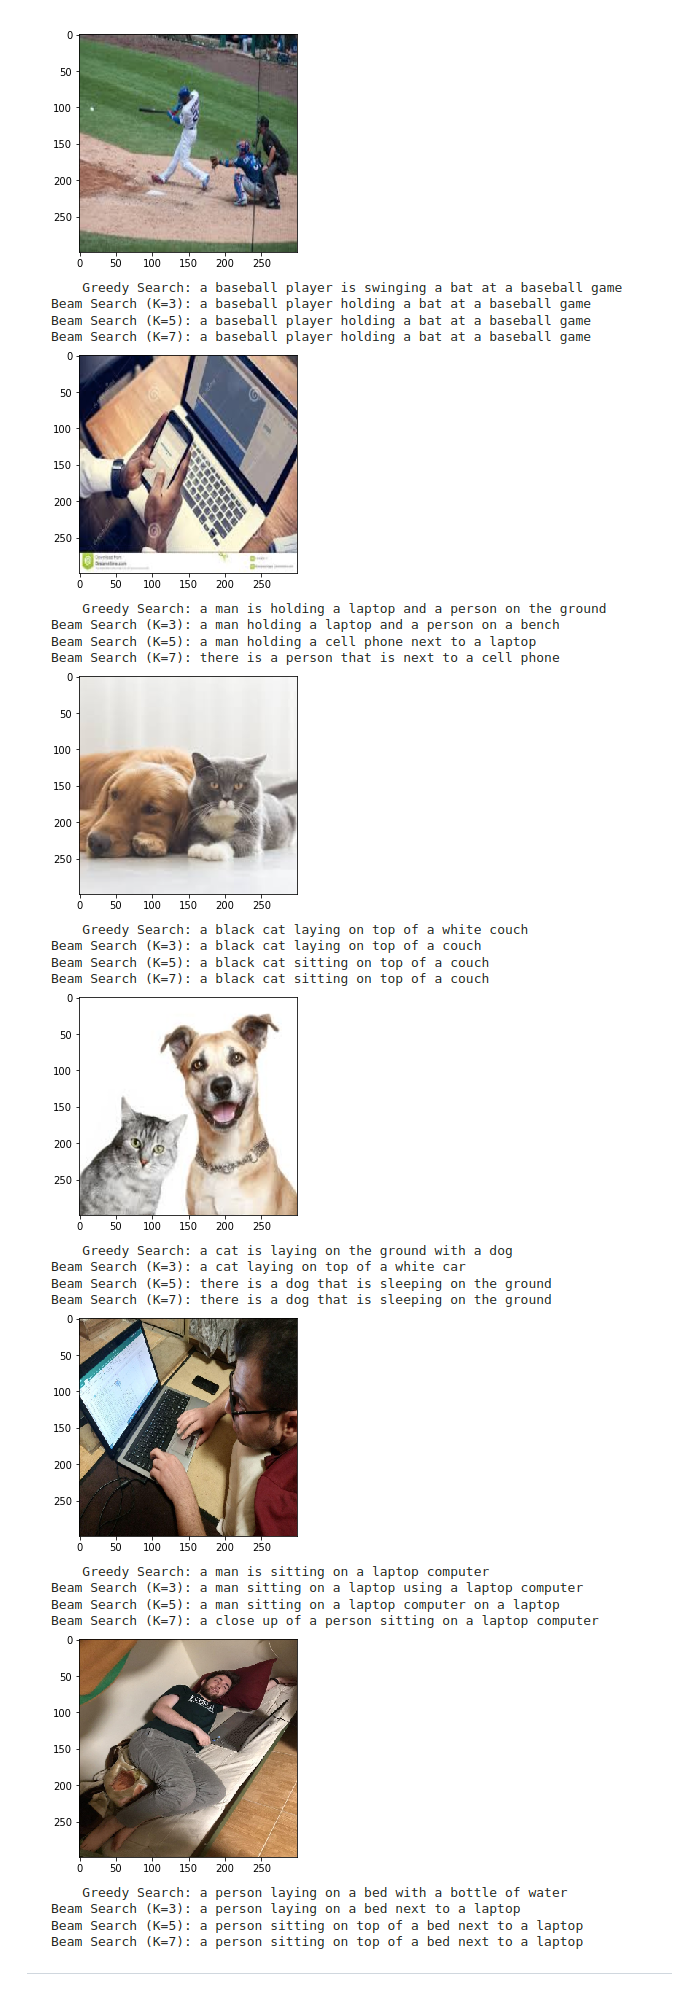 0
50
100
150
200
250
0 50 100 150 200 250
Greedy Search: a baseball player is swinging a bat at a baseball game
Beam Search (K=3): a baseball player holding a bat at a baseball game
Beam Search (K=5): a baseball player holding a bat at a baseball game
Beam Search (K=7): a baseball player holding a bat at a baseball game
0
50
100
150
200
250
Download from
Dreamstime.com
0 50 100 150 200 250
Greedy Search: a man is holding a laptop and a person on the ground
Beam Search (K=3): a man holding a laptop and a person on a bench
Beam Search (K=5): a man holding a cell phone next to a laptop
Beam Search (K=7): there is a person that is next to a cell phone
0
50
100
150
200
250
0 50 100 150 200 250
Greedy Search: a black cat laying on top of a white couch
Beam Search (K=3): a black cat laying on top of a couch
Beam Search (K=5): a black cat sitting on top of a couch
Beam Search (K=7): a black cat sitting on top of a couch
0
50
100
150
200
250
0 50 100 150 200 250
Greedy Search: a cat is laying on the ground with a dog
Beam Search (K=3): a cat laying on top of a white car
Beam Search (K=5): there is a dog that is sleeping on the ground
Beam Search (K=7): there is a dog that is sleeping on the ground
0
50
100
150
200
250
0 50 100 150 200 250
Greedy Search: a man is sitting on a laptop computer
Beam Search (K=3): a man sitting on a laptop using a laptop computer
Beam Search (K=5): a man sitting on a laptop computer on a laptop
Beam Search (K=7): a close up of a person sitting on a laptop computer
0
50
100
150
200
250
0 50 100 150 200 250
Greedy Search: a person laying on a bed with a bottle of water
Beam Search (K=3): a person laying on a bed next to a laptop
Beam Search (K=5): a person sitting on top of a bed next to a laptop
Beam Search (K=7): a person sitting on top of a bed next to a laptop